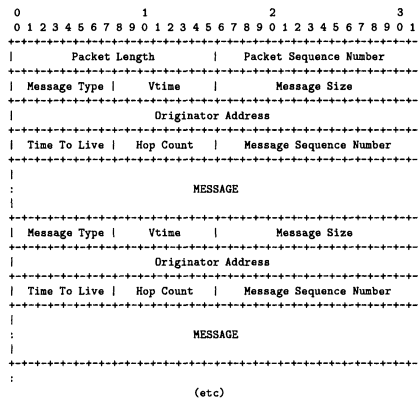 0                   1                   2                   3
0 1 2 3 4 5 6 7 8 9 0 1 2 3 4 5 6 7 8 9 0 1 2 3 4 5 6 7 8 9 0 1
+-+-+-+-+-+-+-+-+-+-+-+-+-+-+-+-+-+-+-+-+-+-+-+-+-+-+-+-+-+-+-+-
| Packet Length | Packet Sequence Number
+-+-+-+-+-+-+-+-+-+-+-+-+-+-+-+-+-+-+-+-+-+-+-+-+-+-+-+-+-+-+-+-
| Message Type | Vtime | Message Size
+-+-+-+-+-+-+-+-+-+-+-+-+-+-+-+-+-+-+-+-+-+-+-+-+-+-+-+-+-+-+-+-
| Originator Address
+-+-+-+-+-+-+-+-+-+-+-+-+-+-+-+-+-+-+-+-+-+-+-+-+-+-+-+-+-+-+-+-
| Time To Live | Hop Count | Message Sequence Number
+-+-+-+-+-+-+-+-+-+-+-+-+-+-+-+-+-+-+-+-+-+-+-+-+-+-+-+-+-+-+-+-
|
: MESSAGE
|
+-+-+-+-+-+-+-+-+-+-+-+-+-+-+-+-+-+-+-+-+-+-+-+-+-+-+-+-+-+-+-+-
| Message Type | Vtime | Message Size
+-+-+-+-+-+-+-+-+-+-+-+-+-+-+-+-+-+-+-+-+-+-+-+-+-+-+-+-+-+-+-+-
| Originator Address
+-+-+-+-+-+-+-+-+-+-+-+-+-+-+-+-+-+-+-+-+-+-+-+-+-+-+-+-+-+-+-+-
| Time To Live | Hop Count | Message Sequence Number
+-+-+-+-+-+-+-+-+-+-+-+-+-+-+-+-+-+-+-+-+-+-+-+-+-+-+-+-+-+-+-+-
|
: MESSAGE
|
+-+-+-+-+-+-+-+-+-+-+-+-+-+-+-+-+-+-+-+-+-+-+-+-+-+-+-+-+-+-+-+-
:
(etc)